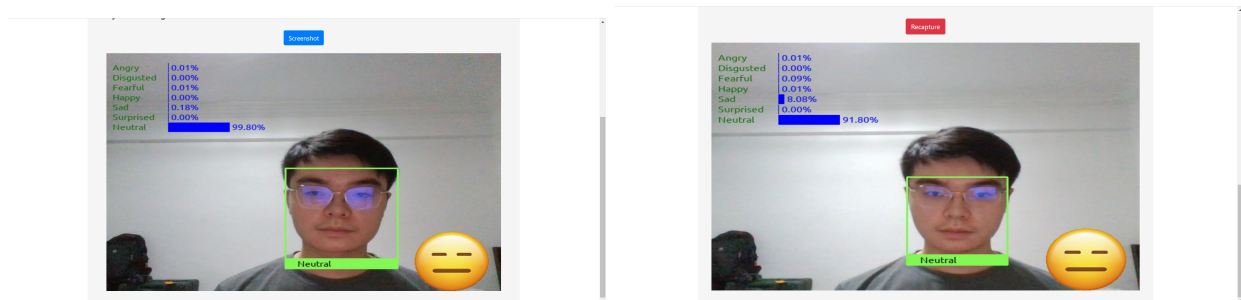 Screenshot
Angry 0.01%
Disgusted 0.00%
Fearful 0.01%
Happy 0.00%
Sad 0.18%
Surprised 0.00%
Neutral 99.80%
Neutral
Recapture
Angry 0.01%
Disgusted 0.00%
Fearful 0.09%
Happy 0.01%
Sad 8.08%
Surprised 0.00%
Neutral 91.80%
Neutral